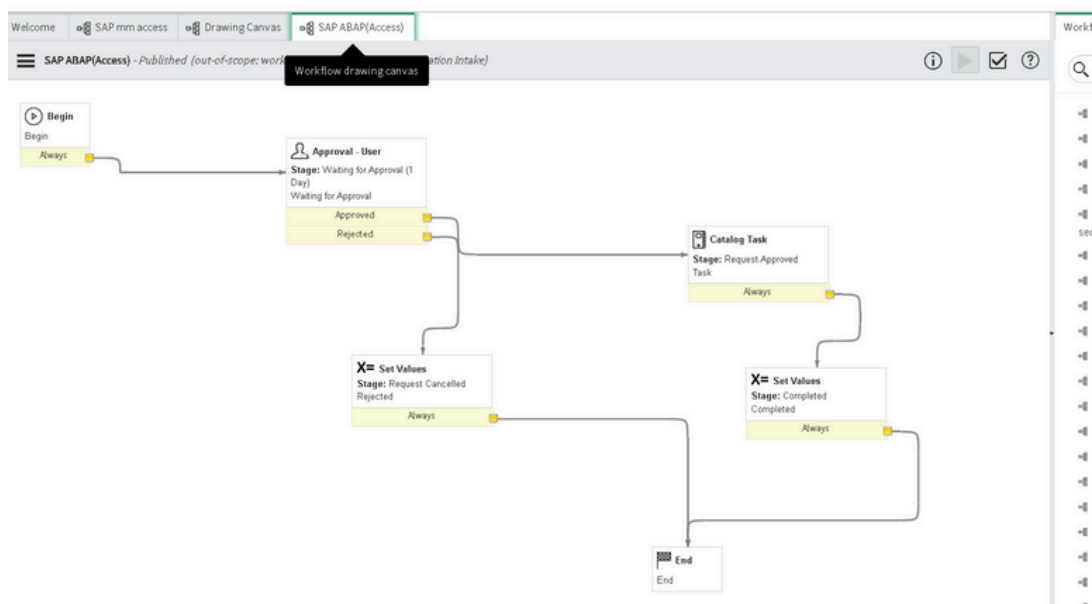 Welcome
SAP mm access
Drawing Canvas
SAP ABAP(Access)
Workf
SAP ABAP(Access) - Published (out-of-scope: work
ation Intake)
Workflow drawing canvas
Begin
Begin
Always
Approval - User
Stage: Waiting for Approval (1
Day)
Waiting for Approval
Approved
Rejected
Catalog Task
Stage: Request Approved
Task
Always
X= Set Values
Stage: Request Cancelled
Rejected
Always
X= Set Values
Stage: Completed
Completed
Always
End
End
sec